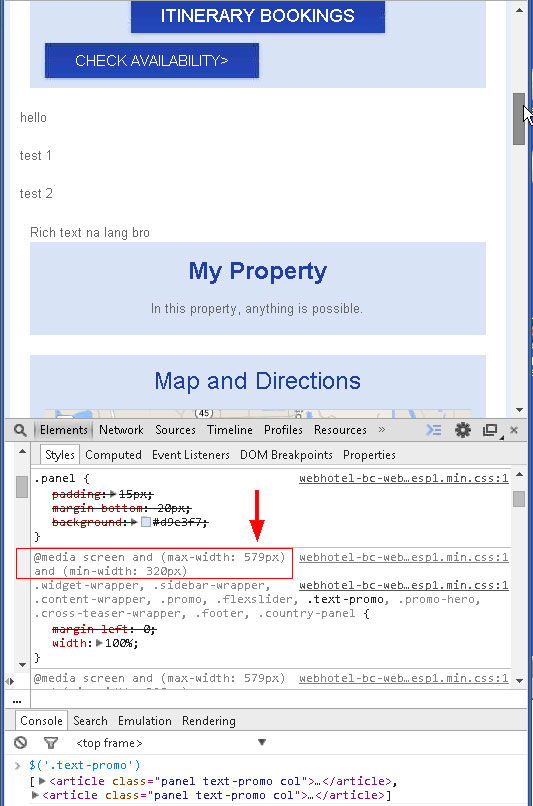 ITINERARY BOOKINGS
CHECK AVAILABILITY>
hello
test 1
test 2
Rich text na lang bro
My Property
In this property, anything is possible.
Map and Directions
(45)
Elements Network Sources Timeline Profiles Resources »
Styles Computed Event Listeners DOM Breakpoints Properties
.panel { webhotel-bc-web…esp1.min.css:1
padding: 15px;
margin-bottom: 20px;
background: #d9e3f7;
}
@media screen and (max-width: 579px) webhotel-bc-web…esp1.min.css:1
and (min-width: 320px)
.widget-wrapper, .sidebar-wrapper, webhotel-bc-web…esp1.min.css:1
.content-wrapper, .promo, .flexslider, .text-promo, .promo-hero,
.cross-teaser-wrapper, .footer, .country-panel {
margin-left: 0;
width: 100%;
}
@media screen and (max-width: 579px) webhotel-bc-web…esp1.min.css:1
...
Console Search Emulation Rendering
<top frame>
> $('.text-promo')
[<article class="panel text-promo col">…</article>,
<article class="panel text-promo col">…</article>]